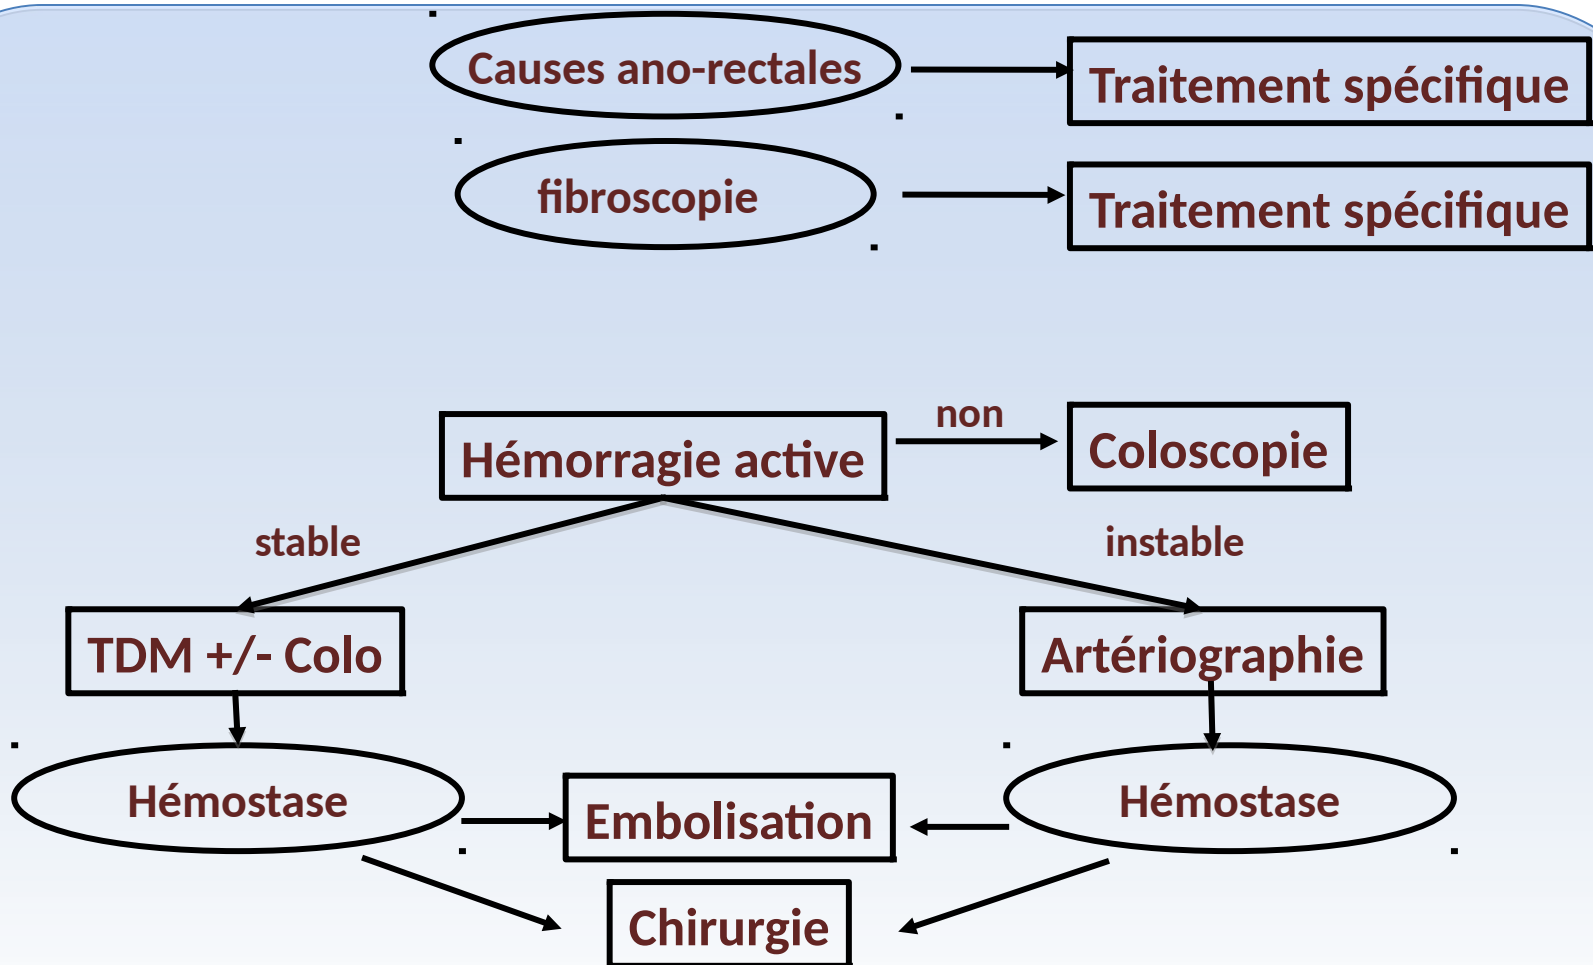 Causes ano-rectales
Traitement spécifique
fibroscopie
Traitement spécifique
non
Hémorragie active
Coloscopie
stable
instable
TDM +/- Colo
Artériographie
Hémostase
Embolisation
Hémostase
Chirurgie